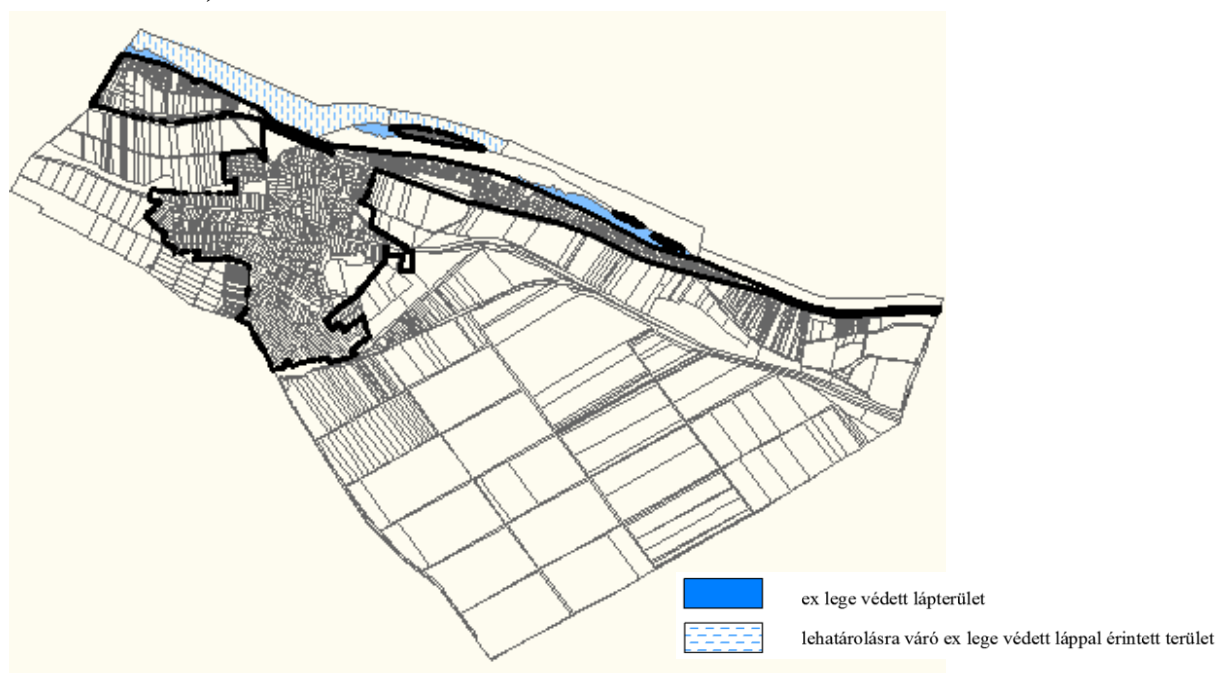 ex lege védett lápterület
lehatárolásra váró ex lege védett láppal érintett terület